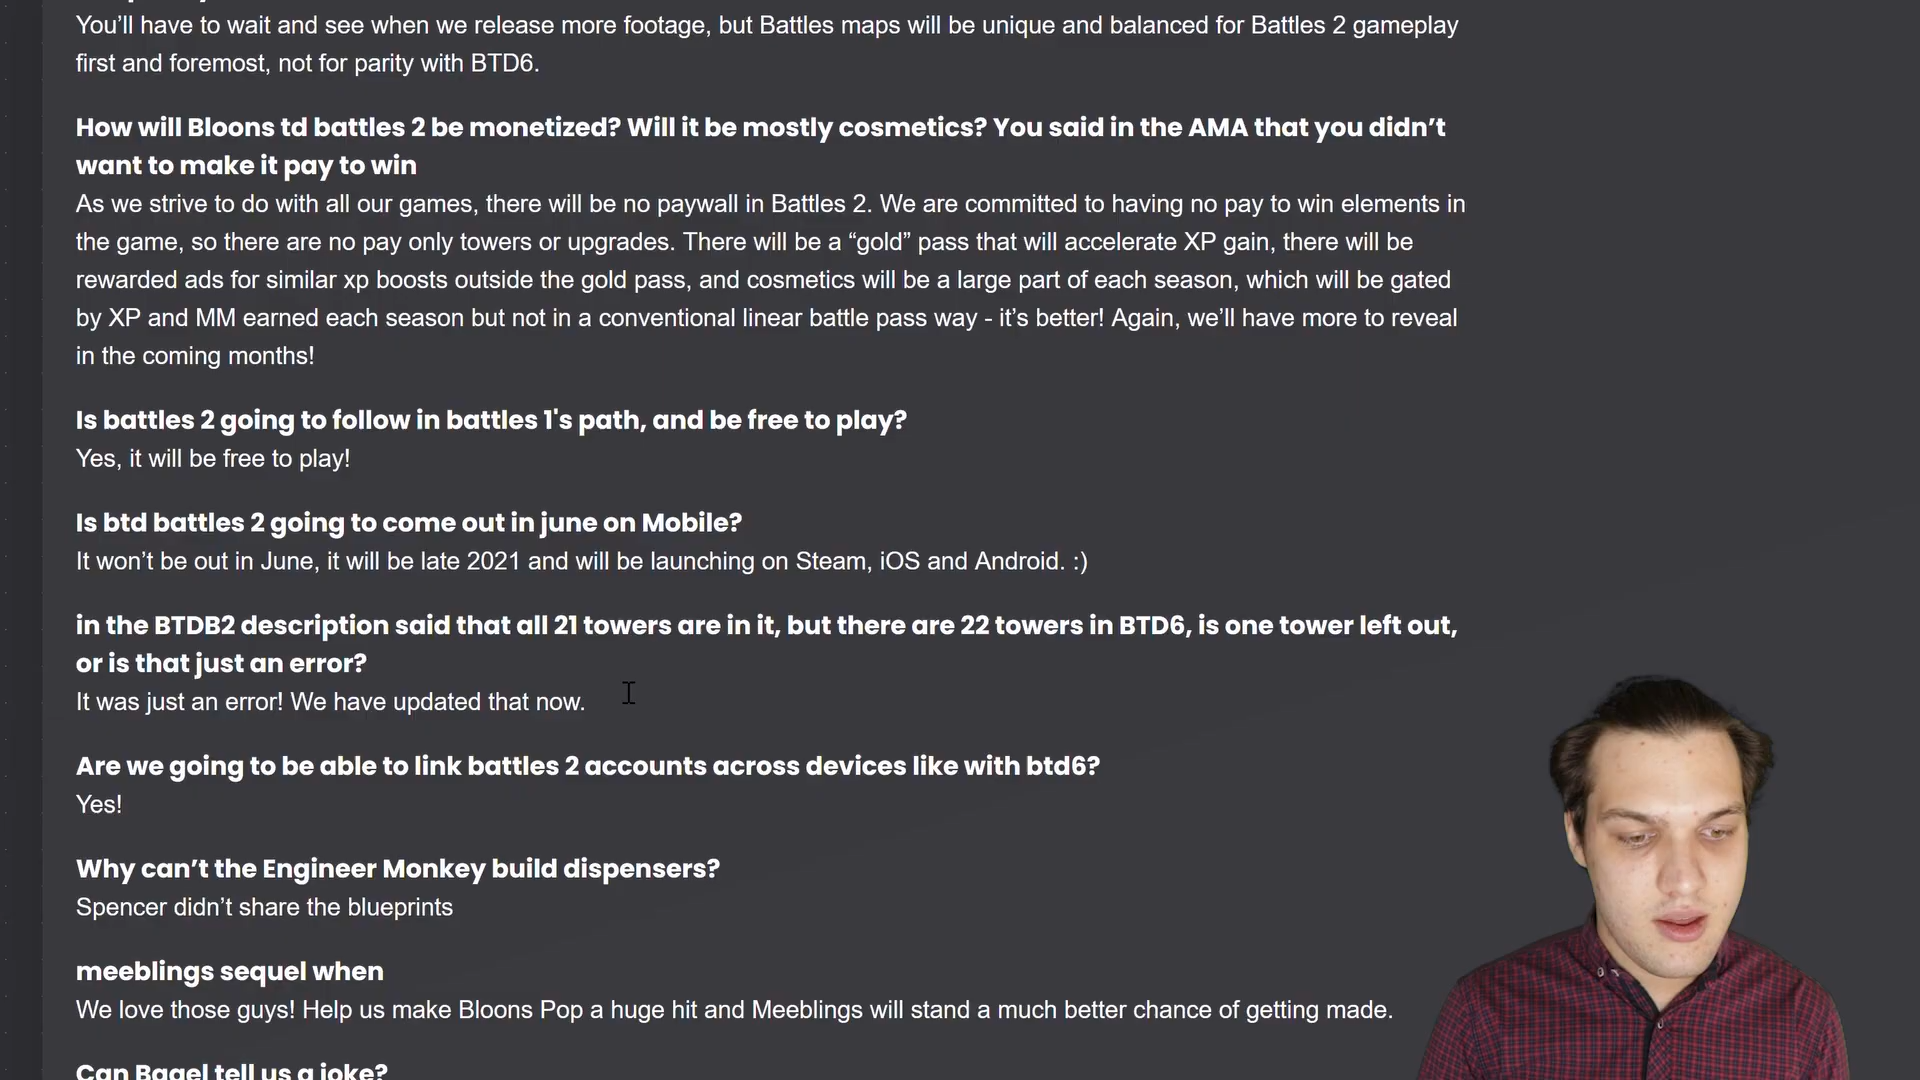 You'll have to wait and see when we release more footage, but Battles maps will be unique and balanced for Battles 2 gameplay
first and foremost, not for parity with BTD6.
How will Bloons td battles 2 be monetized? Will it be mostly cosmetics? You said in the AMA that you didn't
want to make it pay to win
As we strive to do with all our games, there will be no paywall in Battles 2. We are committed to having no pay to win elements in
the game, so there are no pay only towers or upgrades. There will be a “gold” pass that will accelerate XP gain, there will be
rewarded ads for similar xp boosts outside the gold pass, and cosmetics will be a large part of each season, which will be gated
by XP and MM earned each season but not in a conventional linear battle pass way - it's better! Again, we'll have more to reveal
in the coming months!
Is battles 2 going to follow in battles 1's path, and be free to play?
Yes, it will be free to play!
Is btd battles 2 going to come out in june on Mobile?
It won't be out in June, it will be late 2021 and will be launching on Steam, iOS and Android. :)
in the BTDB2 description said that all 21 towers are in it, but there are 22 towers in BTD6, is one tower left out,
or is that just an error?
It was just an error! We have updated that now.
Are we going to be able to link battles 2 accounts across devices like with btd6?
Yes!
Why can't the Engineer Monkey build dispensers?
Spencer didn't share the blueprints
meeblings sequel when
We love those guys! Help us make Bloons Pop a huge hit and Meeblings will stand a much better chance of getting made.
Can Bagel tell us a joke?